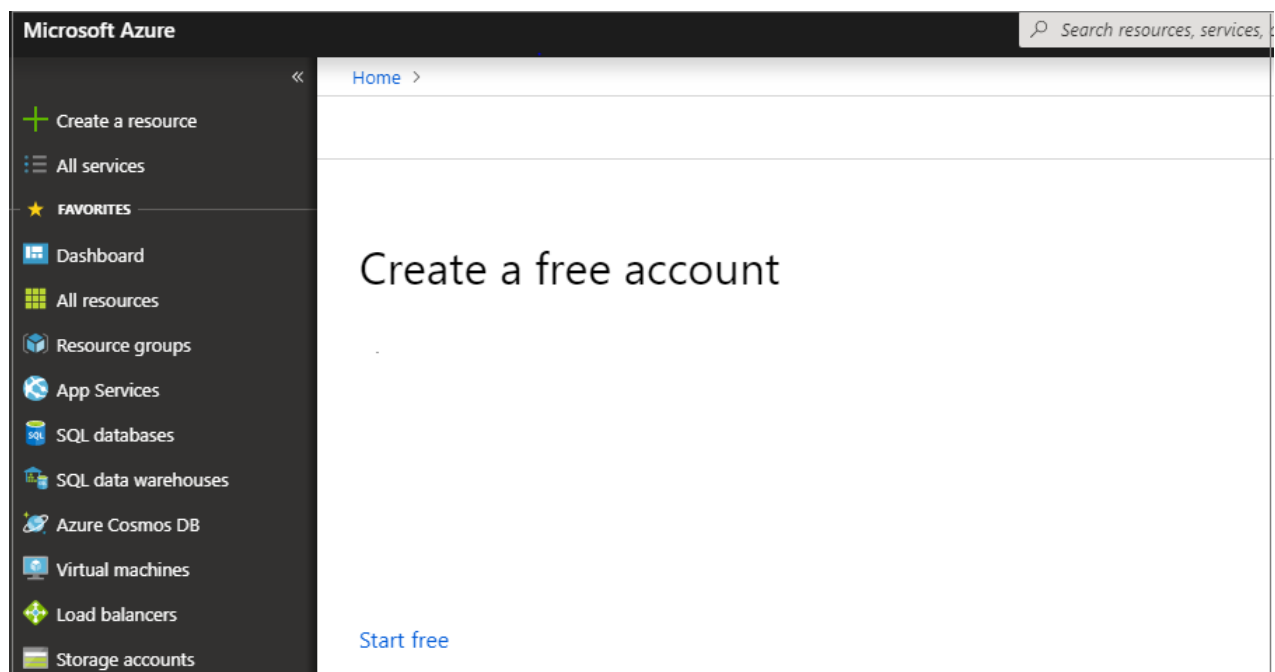 Microsoft Azure
Search resources, services,
«
Home >
Create a resource
All services
FAVORITES
Dashboard
All resources
Resource groups
App Services
SQL databases
SQL
SQL data warehouses
Azure Cosmos DB
Virtual machines
Load balancers
Storage accounts
Create a free account
Start free